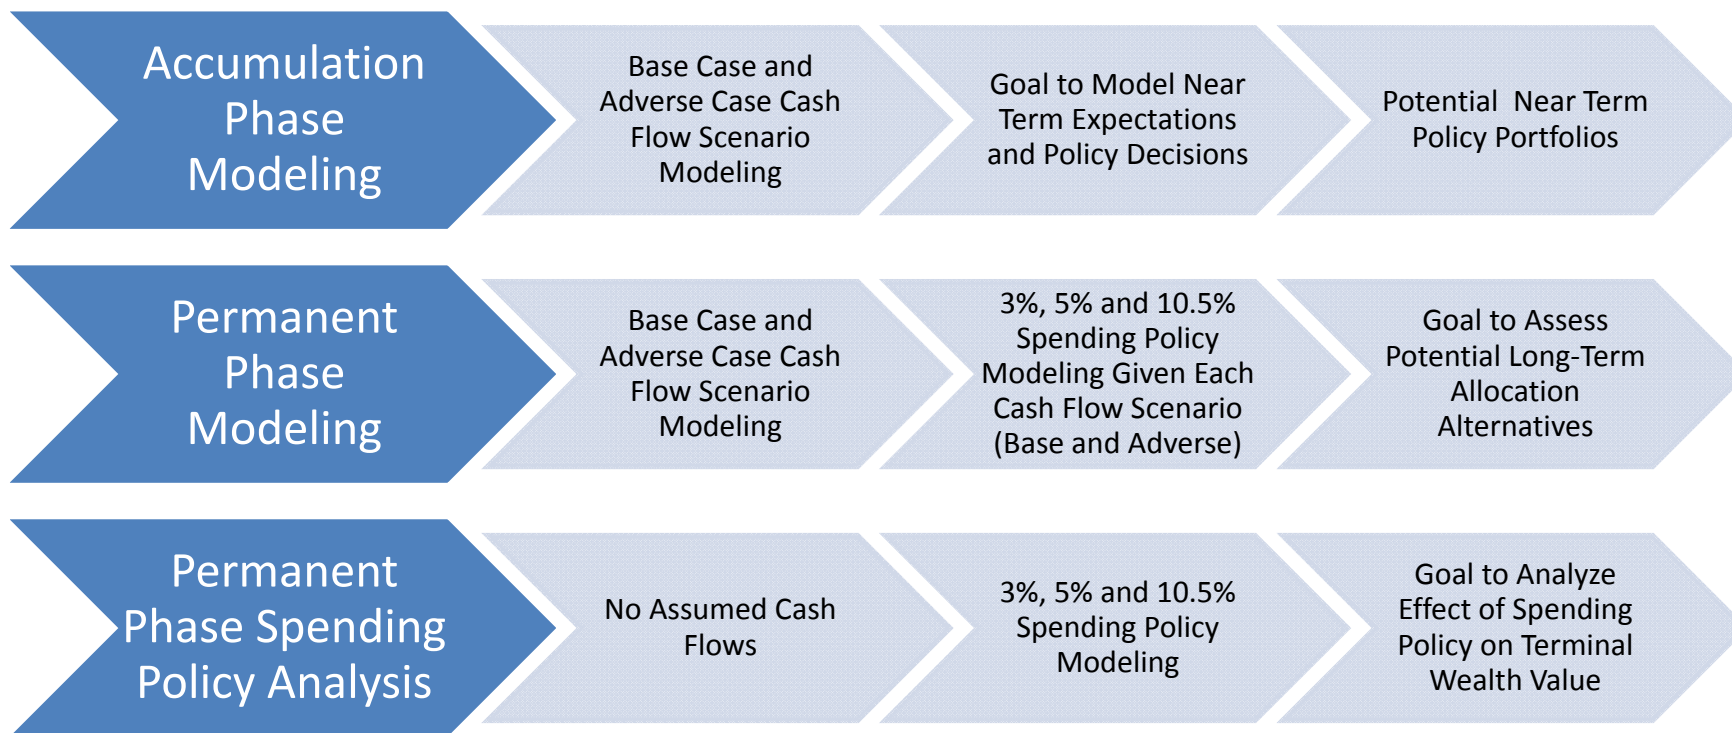 Accumulation
Phase
Modeling
Base Case and
Adverse Case Cash
Flow Scenario
Modeling
Goal to Model Near
Term Expectations
and Policy Decisions
Potential  Near Term
Policy Portfolios
Permanent
Phase
Modeling
Base Case and
Adverse Case Cash
Flow Scenario
Modeling
3%, 5% and 10.5%
Spending Policy
Modeling Given Each
Cash Flow Scenario
(Base and Adverse)
Goal to Assess
Potential Long-Term
Allocation
Alternatives
Permanent
Phase Spending
Policy Analysis
No Assumed Cash
Flows
3%, 5% and 10.5%
Spending Policy
Modeling
Goal to Analyze
Effect of Spending
Policy on Terminal
Wealth Value